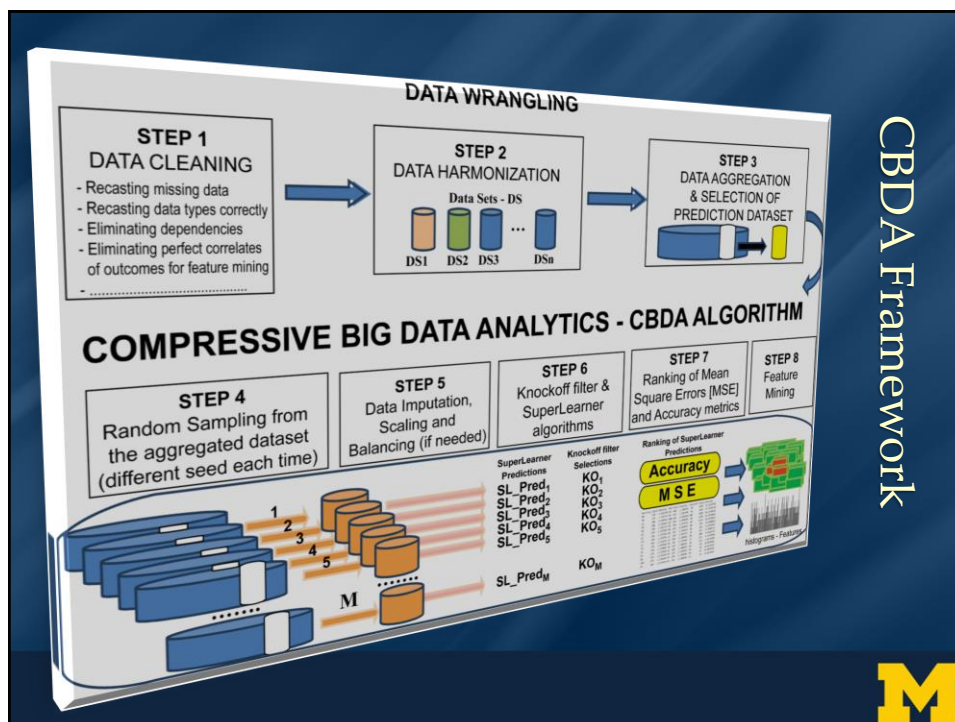 DATA WRANGLING
STEP 1
DATA CLEANING
- Recasting missing data
- Recasting data types correctly
- Eliminating dependencies
- Eliminating perfect correlates
of outcomes for feature mining
- ..........................................
STEP 2
DATA HARMONIZATION
Data Sets - DS
...
DS1 DS2 DS3 DSn
STEP 3
DATA AGGREGATION
& SELECTION OF
PREDICTION DATASET
CBDA Framework
COMPRESSIVE BIG DATA ANALYTICS - CBDA ALGORITHM
STEP 4
Random Sampling from
the aggregated dataset
(different seed each time)
STEP 5
Data Imputation,
Scaling and
Balancing (if needed)
STEP 6
Knockoff filter &
SuperLearner
algorithms
STEP 7
Ranking of Mean
Square Errors [MSE]
and Accuracy metrics
STEP 8
Feature
Mining
1
2
3
4
5
.......
M
.......
SuperLearner
Predictions
SL_Pred₁
SL_Pred₂
SL_Pred₃
SL_Pred₄
SL_Pred₅
SL_Pred_M
Knockoff filter
Selections
KO₁
KO₂
KO₃
KO₄
KO₅
KO_M
Ranking of SuperLearner
Predictions
Accuracy
M S E
histograms - Features
M